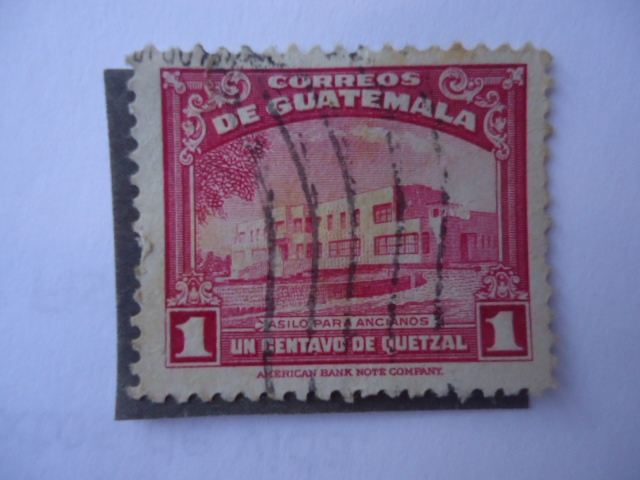 CORREOS
DE GUATEMALA
ASILO PARA ANCIANOS
1 UN CENTAVO DE QUETZAL 1
AMERICAN BANK NOTE COMPANY.